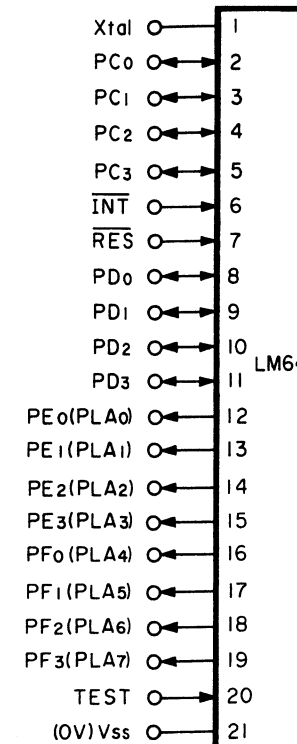 Xtal 1
PC0 2
PC1 3
PC2 4
PC3 5
INT 6
RES 7
PD0 8
PD1 9
PD2 10
PD3 11
LM64
PE0(PLA0) 12
PE1(PLA1) 13
PE2(PLA2) 14
PE3(PLA3) 15
PF0(PLA4) 16
PF1(PLA5) 17
PF2(PLA6) 18
PF3(PLA7) 19
TEST 20
(0V)Vss 21